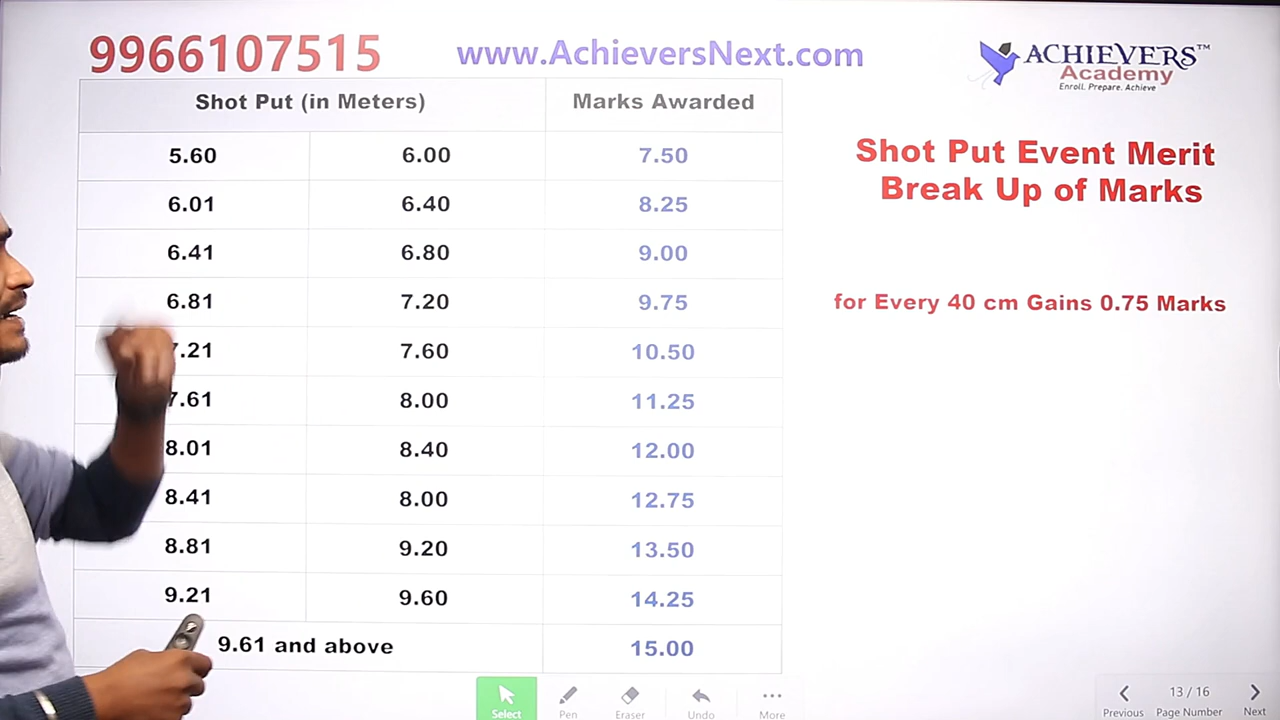 9966107515 www.AchieversNext.com ACHIEVERS™
Academy
Enroll. Prepare. Achieve
Shot Put (in Meters) Marks Awarded
5.60 6.00 7.50
6.01 6.40 8.25
6.41 6.80 9.00
6.81 7.20 9.75
7.21 7.60 10.50
7.61 8.00 11.25
8.01 8.40 12.00
8.41 8.00 12.75
8.81 9.20 13.50
9.21 9.60 14.25
9.61 and above 15.00
Shot Put Event Merit
Break Up of Marks
for Every 40 cm Gains 0.75 Marks
Select Pen Eraser Undo More
13 / 16
Previous Page Number Next